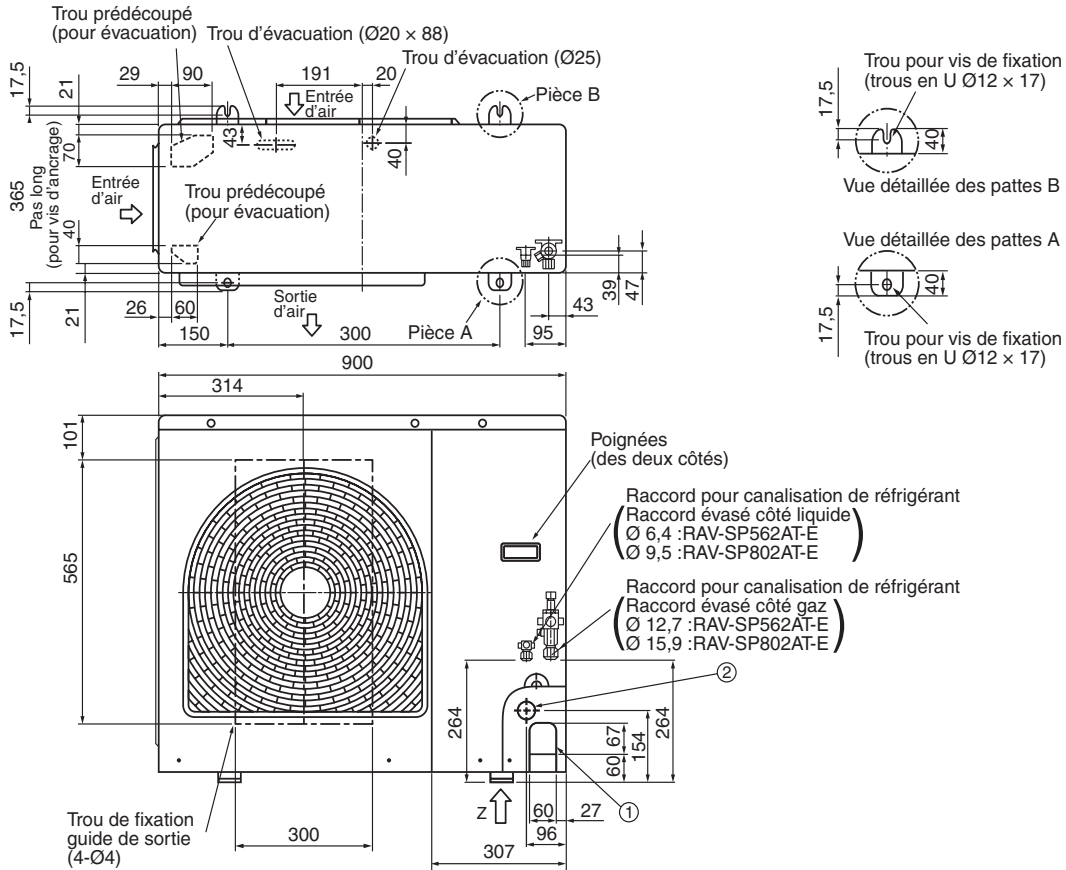 Trou prédécoupé
(pour évacuation)
Trou d'évacuation (Ø20 × 88)
Trou d'évacuation (Ø25)
17,5
21
29
90
191
20
Entrée
d'air
Pièce B
43
40
70
365
Pas long
(pour vis d'ancrage)
Entrée
d'air
Trou prédécoupé
(pour évacuation)
40
39
47
Sortie
d'air
17,5
21
26
60
43
150
300
Pièce A
95
900
Trou pour vis de fixation
(trous en U Ø12 × 17)
17,5
40
Vue détaillée des pattes B
Vue détaillée des pattes A
40
17,5
Trou pour vis de fixation
(trous en U Ø12 × 17)
314
101
565
Poignées
(des deux côtés)
Raccord pour canalisation de réfrigérant
(Raccord évasé côté liquide
Ø 6,4 :RAV-SP562AT-E
Ø 9,5 :RAV-SP802AT-E)
Raccord pour canalisation de réfrigérant
(Raccord évasé côté gaz
Ø 12,7 :RAV-SP562AT-E
Ø 15,9 :RAV-SP802AT-E)
②
264
67
154
264
60
Z
60
27
①
96
Trou de fixation
guide de sortie
(4-Ø4)
300
307